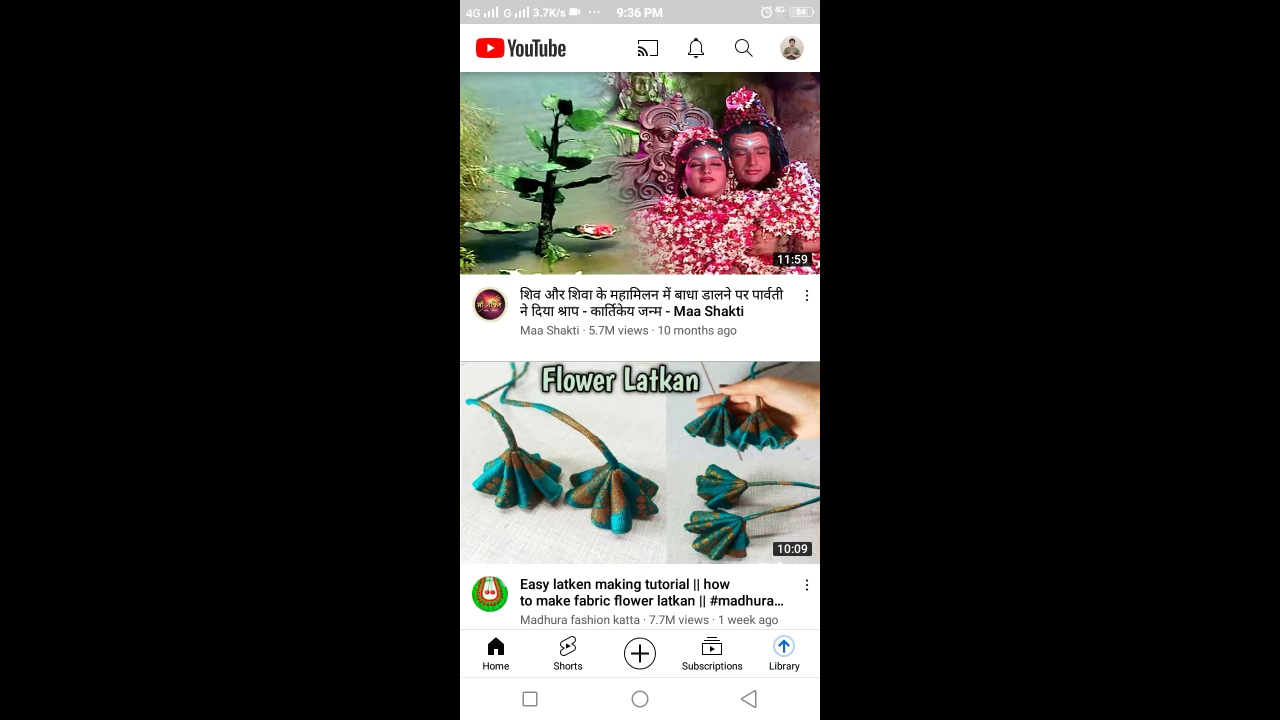 4G G 3.7K/s ··· 9:36 PM 4G 84
YouTube
11:59
शिव और शिवा के महामिलन में बाधा डालने पर पार्वती
ने दिया श्राप - कार्तिकेय जन्म - Maa Shakti
Maa Shakti · 5.7M views · 10 months ago
Flower Latkan
10:09
Easy latken making tutorial || how
to make fabric flower latkan || #madhura...
Madhura fashion katta · 7.7M views · 1 week ago
Home Shorts Subscriptions Library